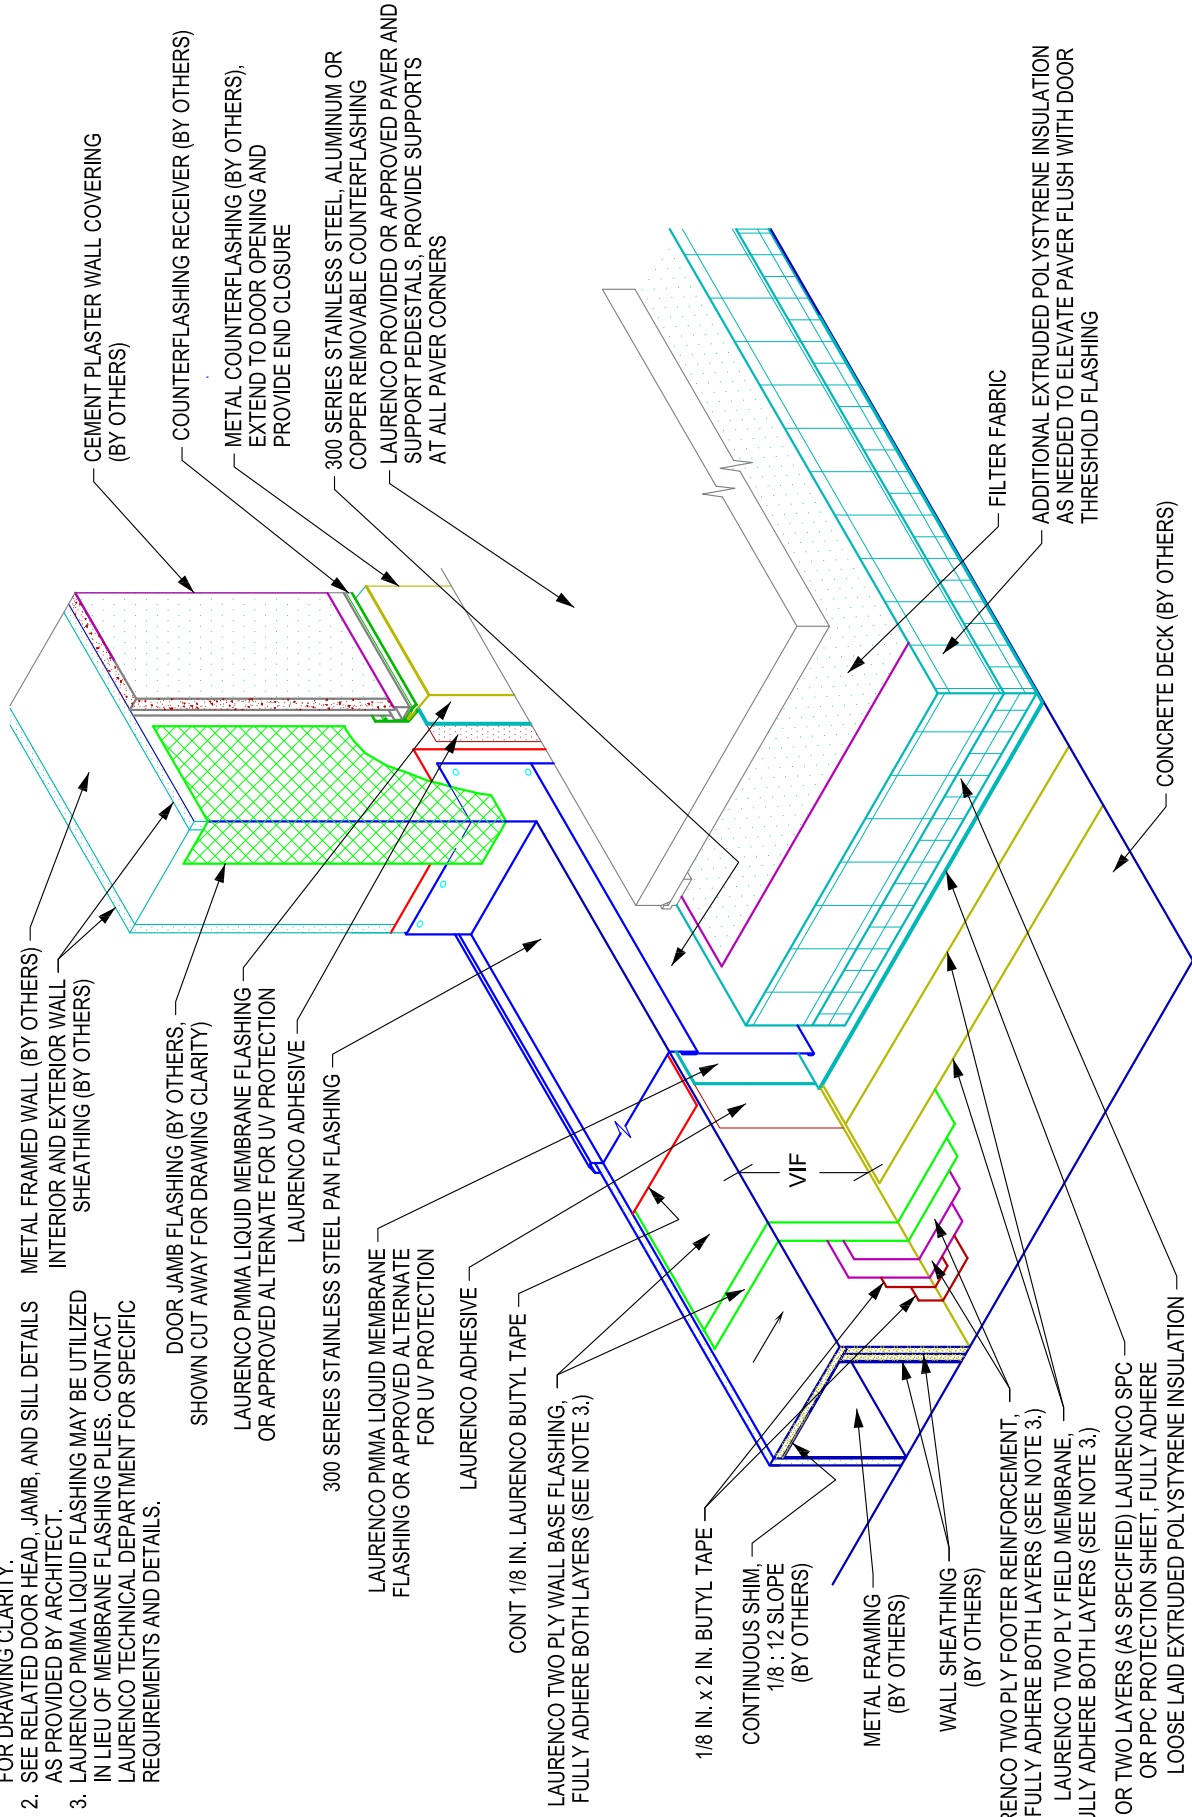 FOR DRAWING CLARITY.
2. SEE RELATED DOOR HEAD, JAMB, AND SILL DETAILS
AS PROVIDED BY ARCHITECT.
3. LAURENCO PMMA LIQUID FLASHING MAY BE UTILIZED
IN LIEU OF MEMBRANE FLASHING PLIES. CONTACT
LAURENCO TECHNICAL DEPARTMENT FOR SPECIFIC
REQUIREMENTS AND DETAILS.
METAL FRAMED WALL (BY OTHERS)
INTERIOR AND EXTERIOR WALL
SHEATHING (BY OTHERS)
DOOR JAMB FLASHING (BY OTHERS,
SHOWN CUT AWAY FOR DRAWING CLARITY)
LAURENCO PMMA LIQUID MEMBRANE FLASHING
OR APPROVED ALTERNATE FOR UV PROTECTION
LAURENCO ADHESIVE
300 SERIES STAINLESS STEEL PAN FLASHING
LAURENCO PMMA LIQUID MEMBRANE
FLASHING OR APPROVED ALTERNATE
FOR UV PROTECTION
LAURENCO ADHESIVE
CONT 1/8 IN. LAURENCO BUTYL TAPE
LAURENCO TWO PLY WALL BASE FLASHING,
FULLY ADHERE BOTH LAYERS (SEE NOTE 3.)
1/8 IN. x 2 IN. BUTYL TAPE
CONTINUOUS SHIM,
1/8 : 12 SLOPE
(BY OTHERS)
METAL FRAMING
(BY OTHERS)
WALL SHEATHING
(BY OTHERS)
RENCO TWO PLY FOOTER REINFORCEMENT,
FULLY ADHERE BOTH LAYERS (SEE NOTE 3.)
LAURENCO TWO PLY FIELD MEMBRANE,
LLY ADHERE BOTH LAYERS (SEE NOTE 3.)
OR TWO LAYERS (AS SPECIFIED) LAURENCO SPC
OR PPC PROTECTION SHEET, FULLY ADHERE
LOOSE LAID EXTRUDED POLYSTYRENE INSULATION
VIF
CEMENT PLASTER WALL COVERING
(BY OTHERS)
COUNTERFLASHING RECEIVER (BY OTHERS)
METAL COUNTERFLASHING (BY OTHERS),
EXTEND TO DOOR OPENING AND
PROVIDE END CLOSURE
300 SERIES STAINLESS STEEL, ALUMINUM OR
COPPER REMOVABLE COUNTERFLASHING
LAURENCO PROVIDED OR APPROVED PAVER AND
SUPPORT PEDESTALS, PROVIDE SUPPORTS
AT ALL PAVER CORNERS
FILTER FABRIC
ADDITIONAL EXTRUDED POLYSTYRENE INSULATION
AS NEEDED TO ELEVATE PAVER FLUSH WITH DOOR
THRESHOLD FLASHING
CONCRETE DECK (BY OTHERS)